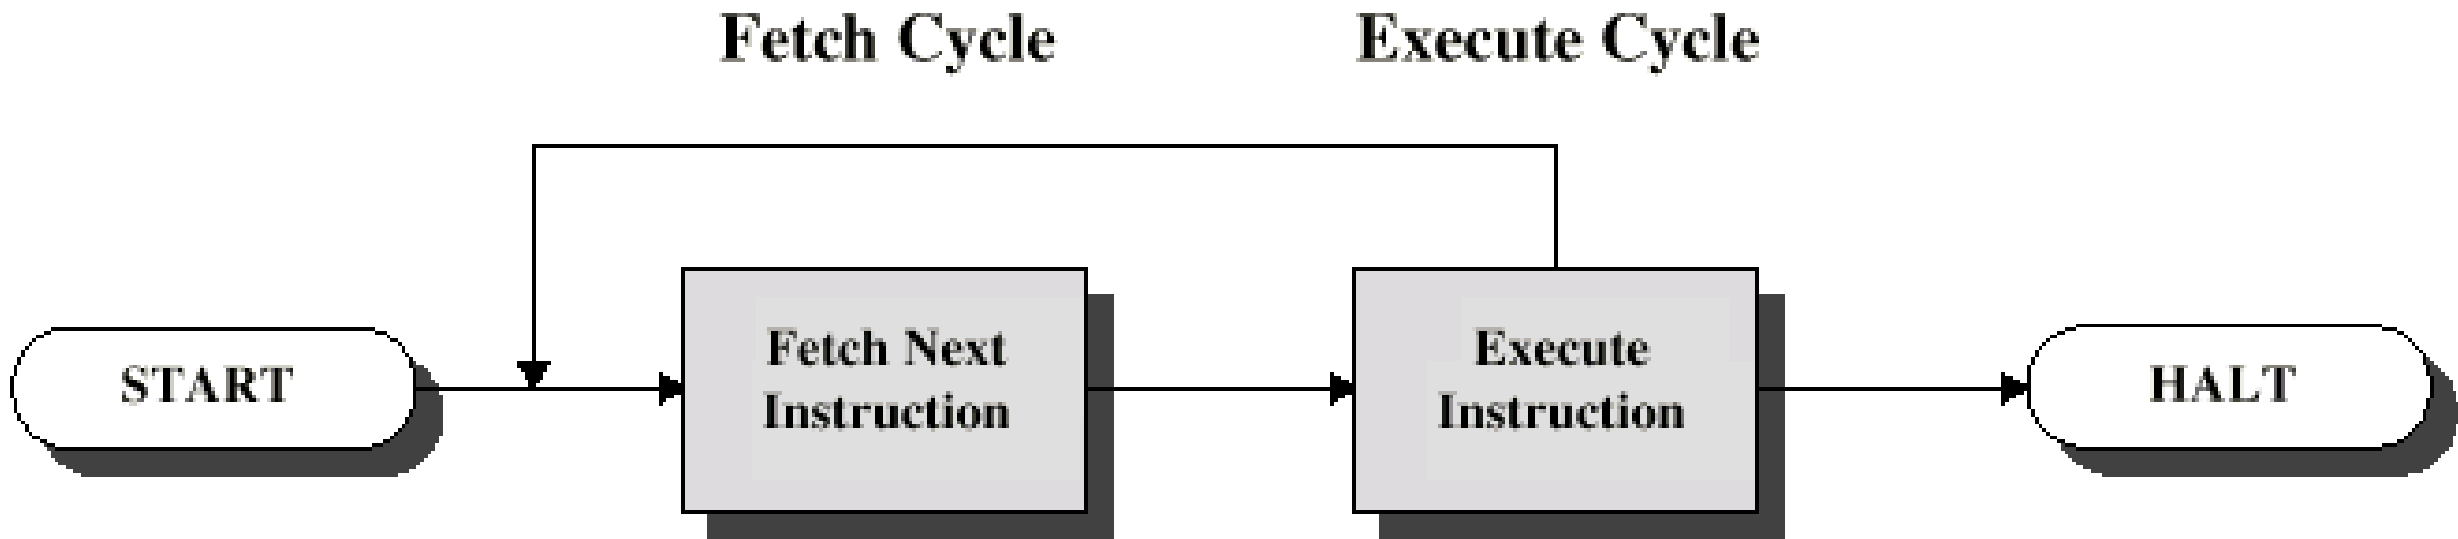 Fetch Cycle
Execute Cycle
START
Fetch Next
Instruction
Execute
Instruction
HALT